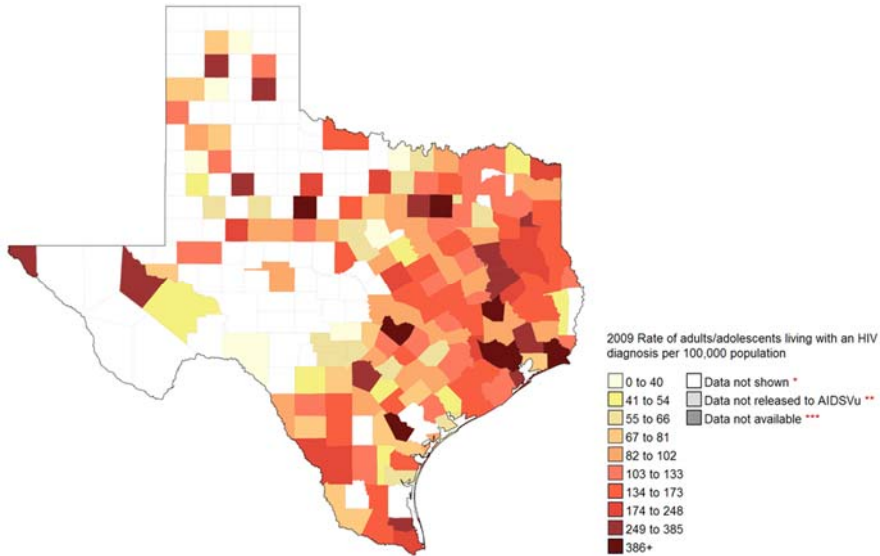 2009 Rate of adults/adolescents living with an HIV
diagnosis per 100,000 population
0 to 40
Data not shown *
41 to 54
Data not released to AIDSVu **
55 to 66
Data not available ***
67 to 81
82 to 102
103 to 133
134 to 173
174 to 248
249 to 385
386+